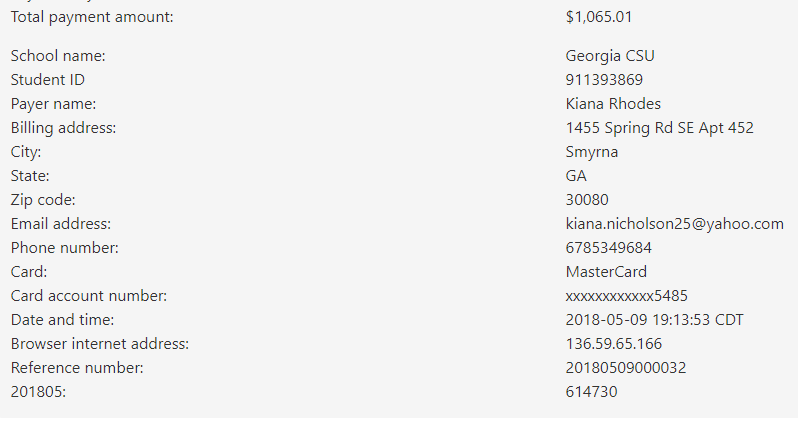 Total payment amount: $1,065.01
School name: Georgia CSU
Student ID 911393869
Payer name: Kiana Rhodes
Billing address: 1455 Spring Rd SE Apt 452
City: Smyrna
State: GA
Zip code: 30080
Email address: kiana.nicholson25@yahoo.com
Phone number: 6785349684
Card: MasterCard
Card account number: xxxxxxxxxxxx5485
Date and time: 2018-05-09 19:13:53 CDT
Browser internet address: 136.59.65.166
Reference number: 20180509000032
201805: 614730